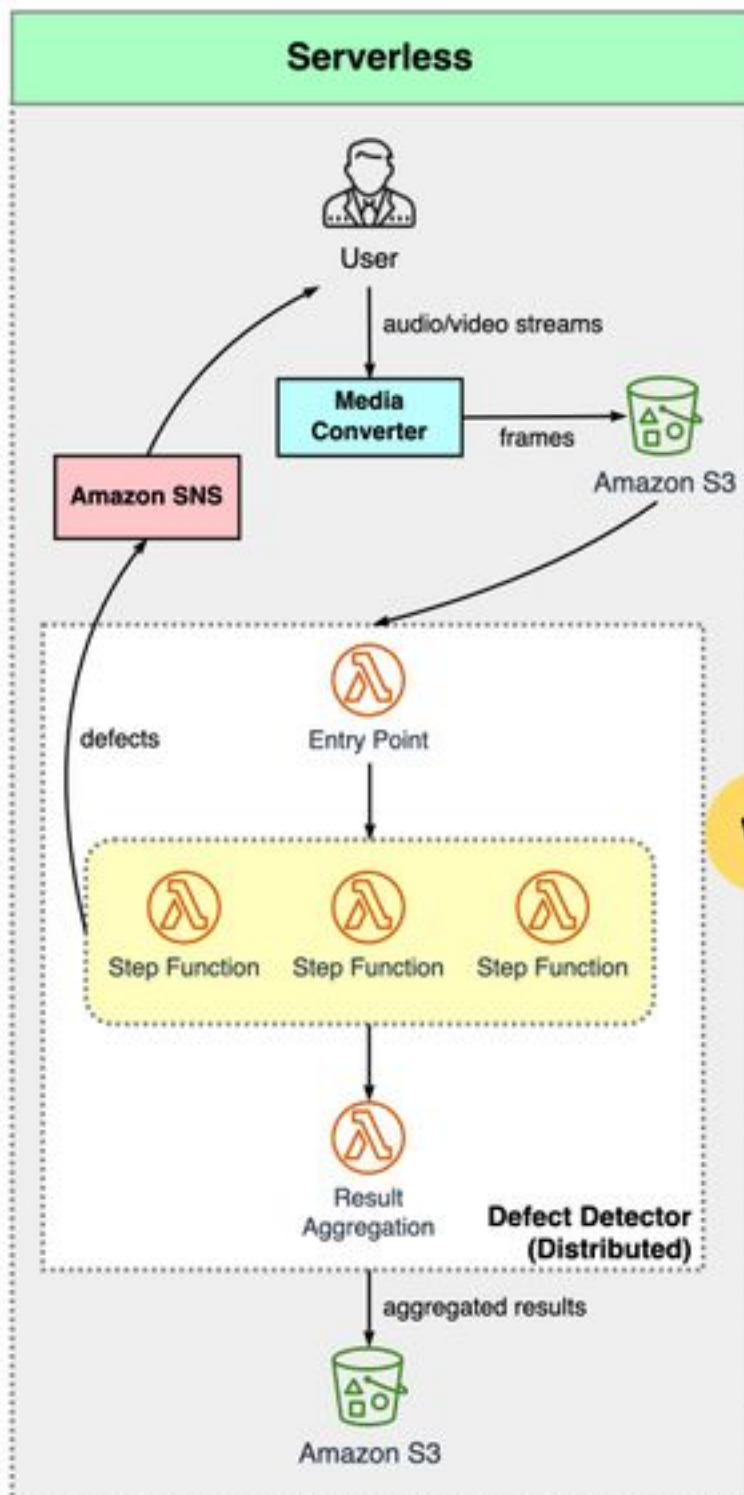 Serverless
User
audio/video streams
Media
Converter
frames
Amazon S3
Amazon SNS
defects
Entry Point
Step Function
Step Function
Step Function
Result
Aggregation
Defect Detector
(Distributed)
aggregated results
Amazon S3